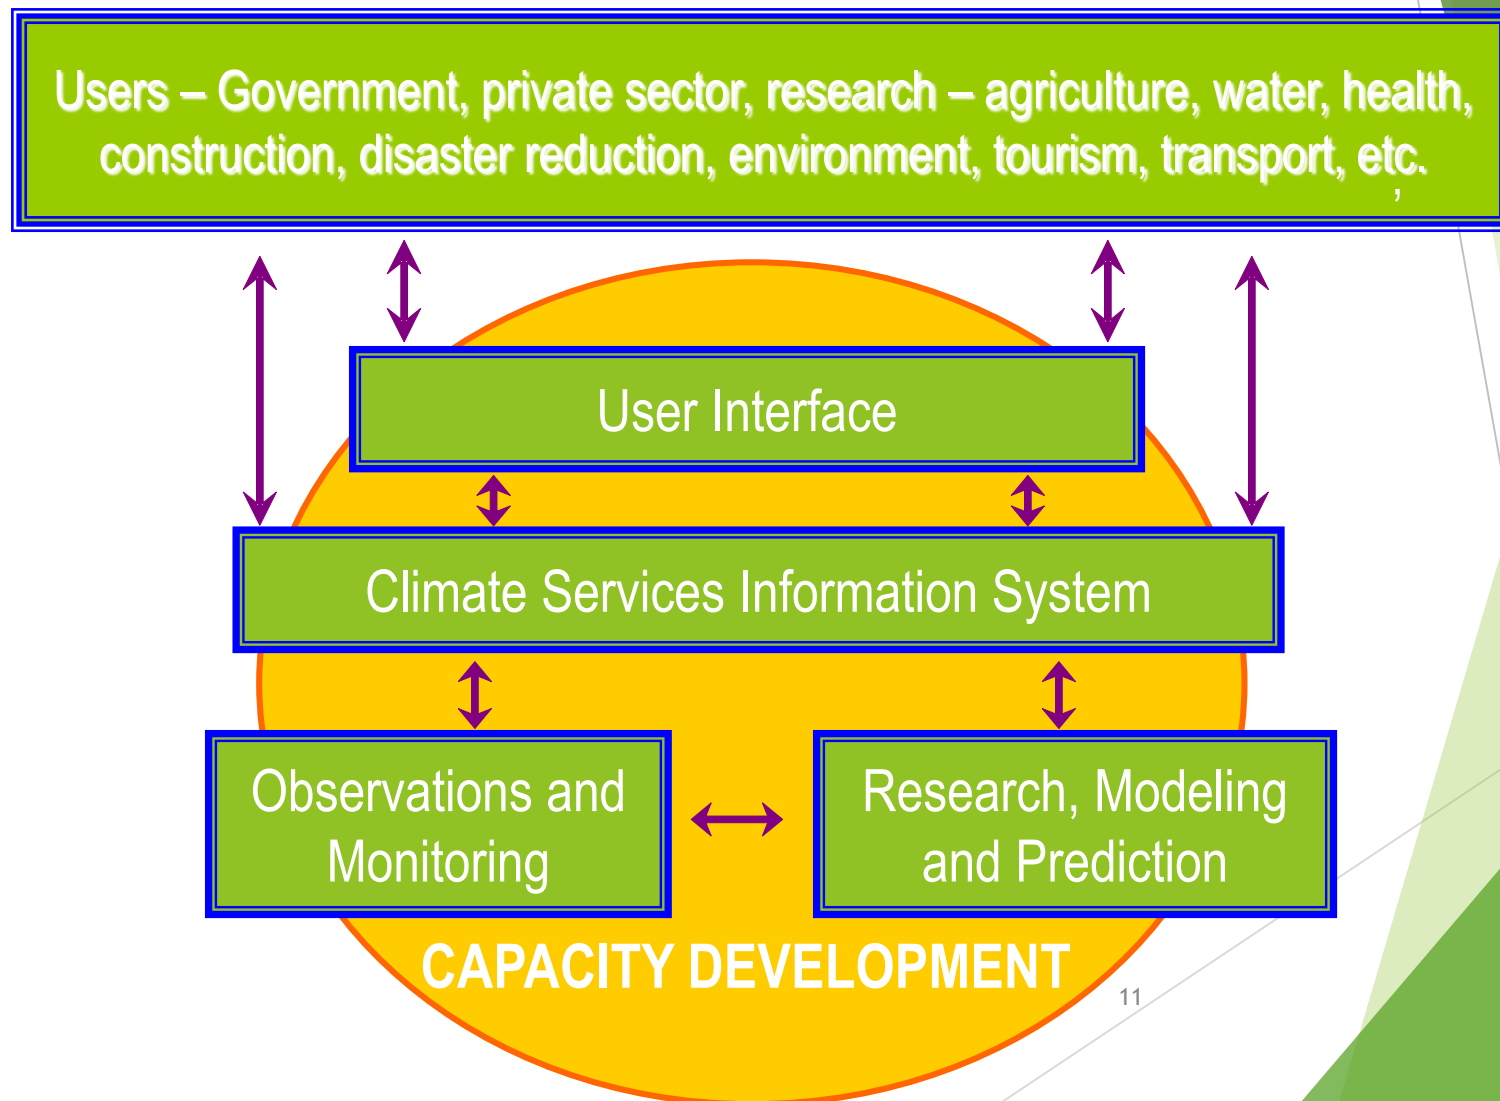 Users – Government, private sector, research – agriculture, water, health,
construction, disaster reduction, environment, tourism, transport, etc.
,
User Interface
Climate Services Information System
Observations and
Monitoring
Research, Modeling
and Prediction
CAPACITY DEVELOPMENT
11